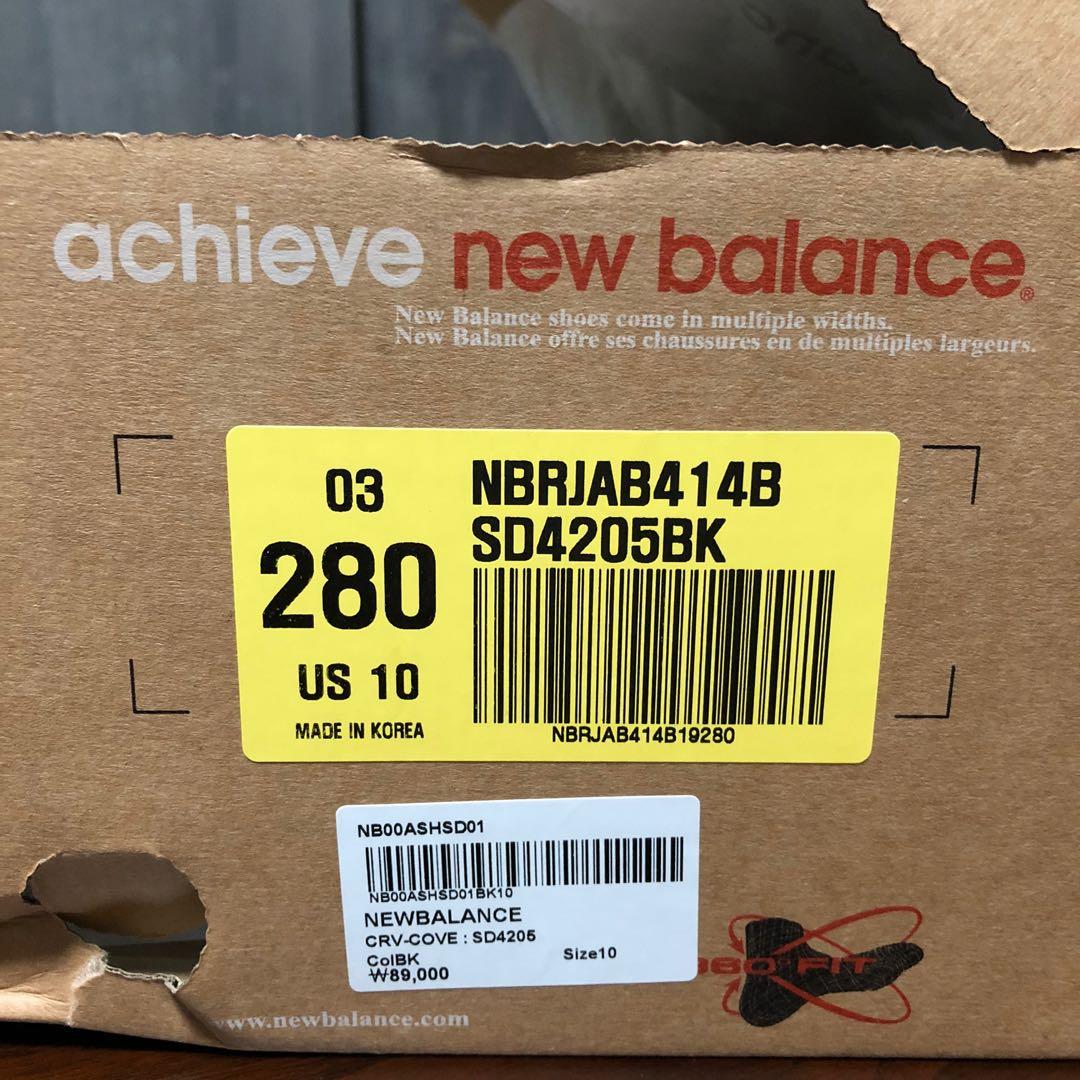 achieve new balance®
New Balance shoes come in multiple widths.
New Balance offre ses chaussures en de multiples largeurs.
03
280
US 10
MADE IN KOREA
NBRJAB414B
SD4205BK
NBRJAB414B19280
NB00ASHSD01
NB00ASHSD01BK10
NEWBALANCE
CRV-COVE : SD4205
ColBK Size10
₩89,000
360° FIT
www.newbalance.com